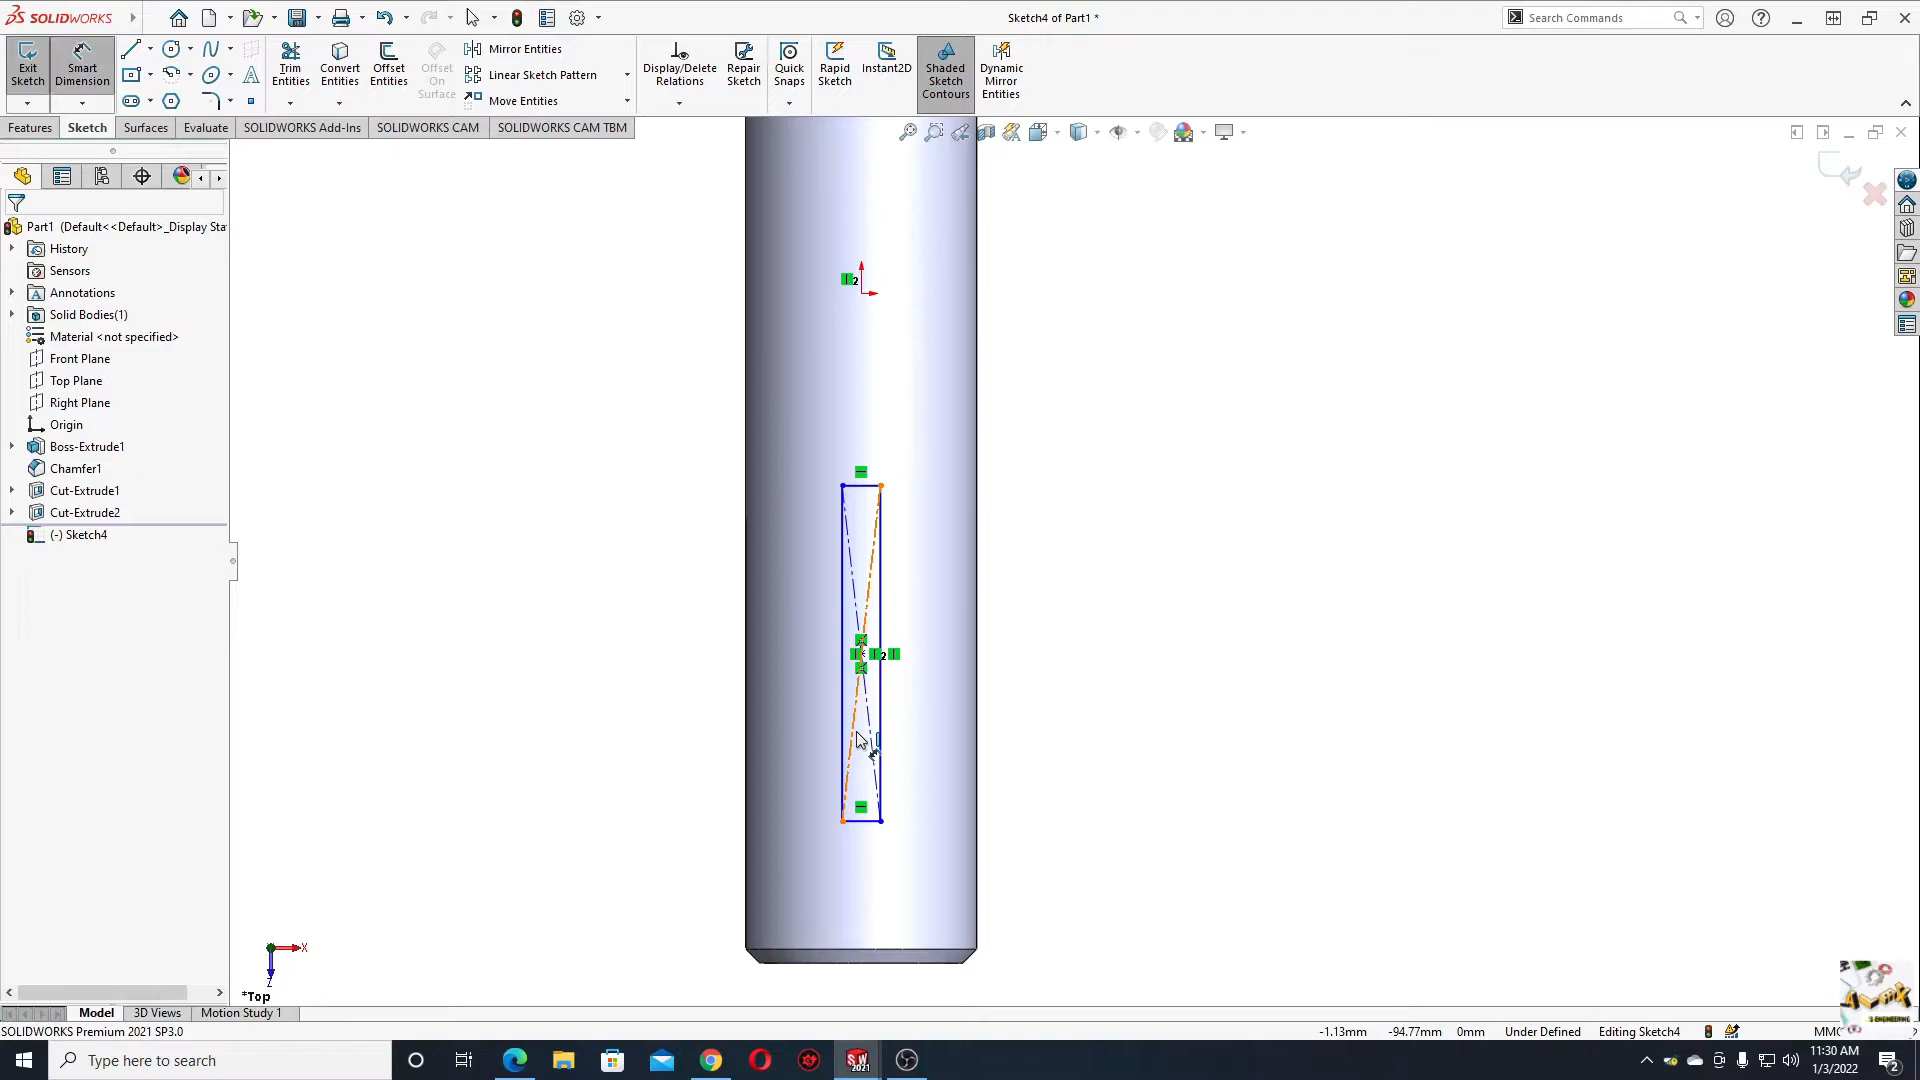 SOLIDWORKS
Sketch4 of Part1 *
Search Commands
Exit Sketch
Smart Dimension
Trim Entities
Convert Entities
Offset Entities
Offset On Surface
Mirror Entities
Linear Sketch Pattern
Move Entities
Display/Delete Relations
Repair Sketch
Quick Snaps
Rapid Sketch
Instant2D
Shaded Sketch Contours
Dynamic Mirror Entities
Features
Sketch
Surfaces
Evaluate
SOLIDWORKS Add-Ins
SOLIDWORKS CAM
SOLIDWORKS CAM TBM
Part1 (Default<<Default>_Display Sta
History
Sensors
Annotations
Solid Bodies(1)
Material <not specified>
Front Plane
Top Plane
Right Plane
Origin
Boss-Extrude1
Chamfer1
Cut-Extrude1
Cut-Extrude2
(-) Sketch4
2
2
X
Z
*Top
Model
3D Views
Motion Study 1
SOLIDWORKS Premium 2021 SP3.0
-1.13mm
-94.77mm
0mm
Under Defined
Editing Sketch4
Type here to search
SW
2021
11:30 AM
1/3/2022
2